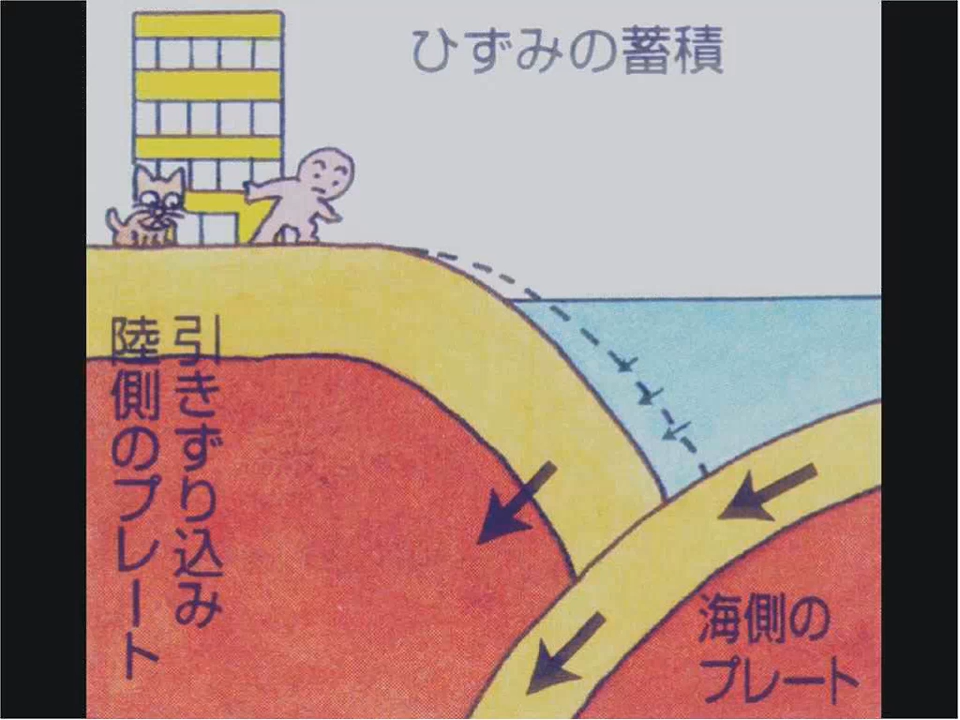 ひずみの蓄積
引きずり込み
陸側のプレート
海側の
プレート